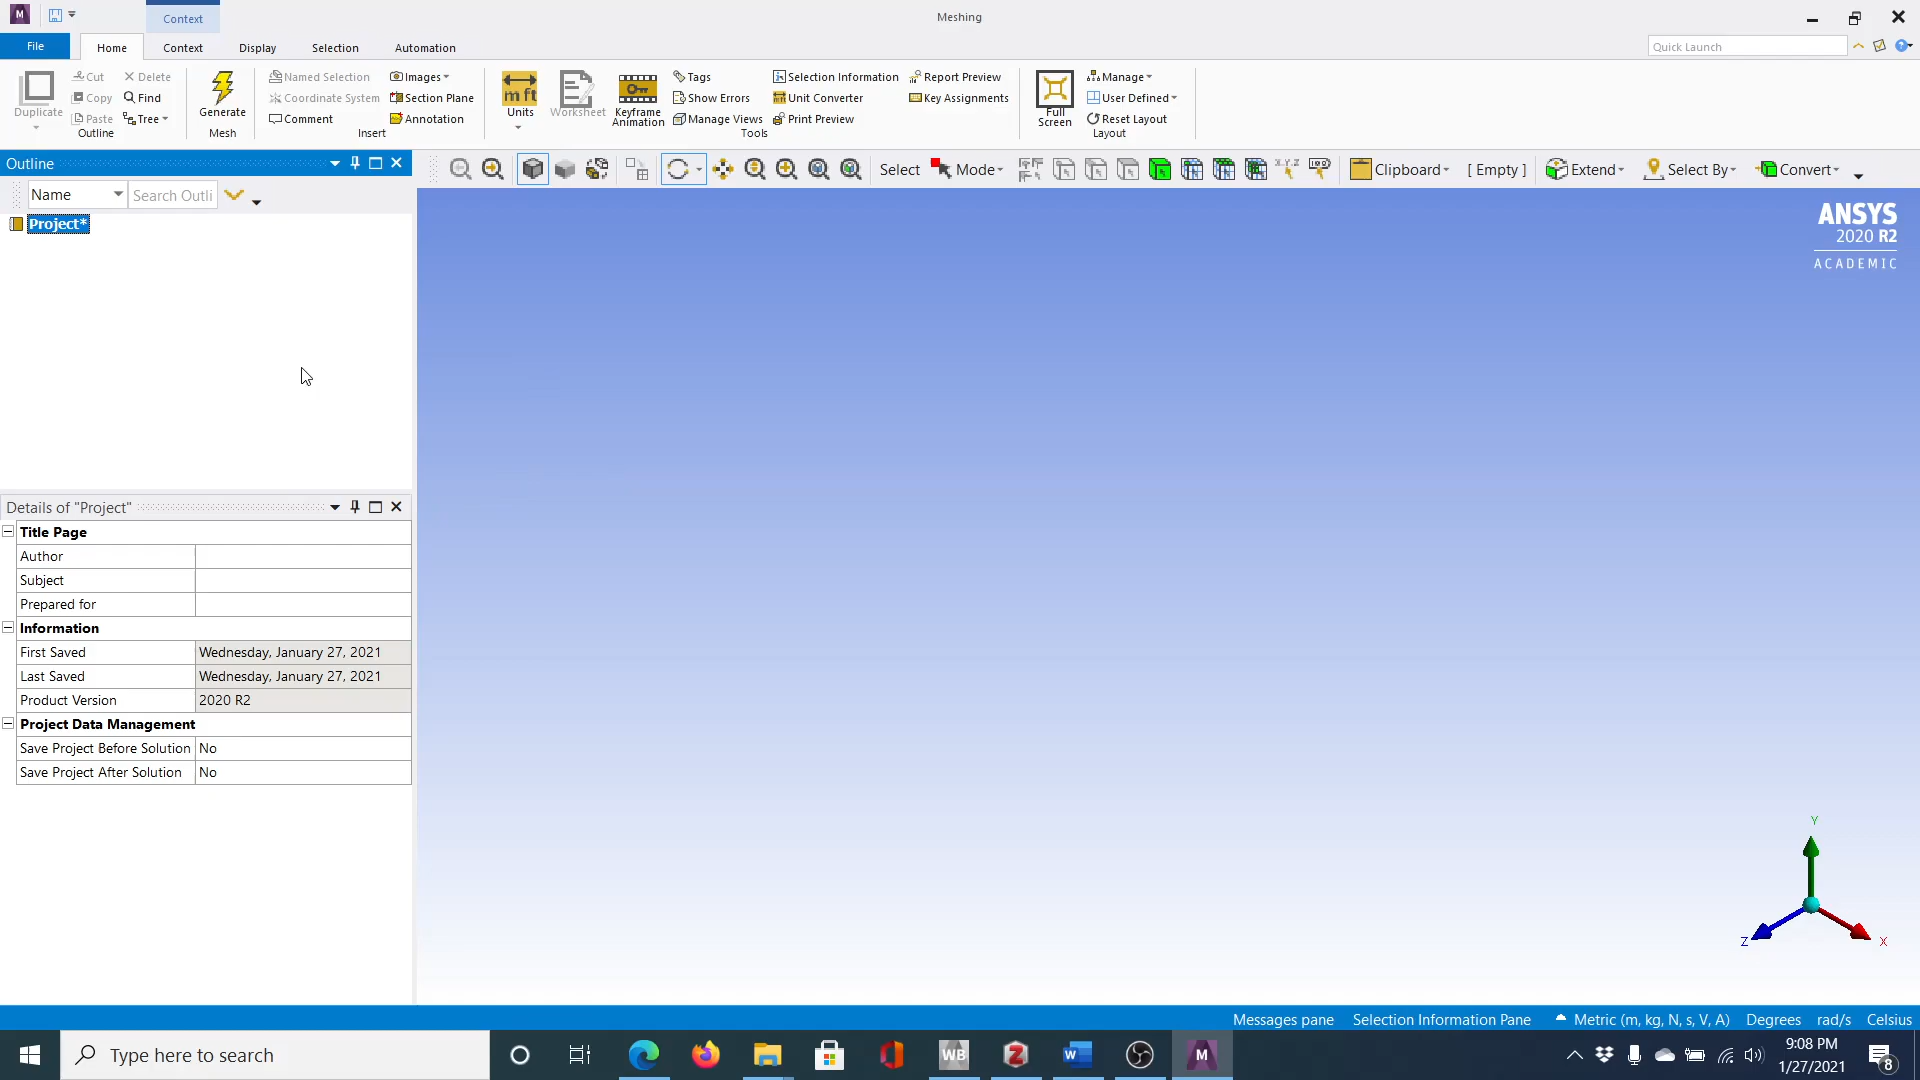 Context
Meshing
File Home Context Display Selection Automation
Quick Launch
Duplicate
Cut
Copy
Paste
Delete
Find
Tree
Outline
Generate
Mesh
Named Selection
Coordinate System
Comment
Images
Section Plane
Annotation
Insert
m ft
Units
Worksheet
Keyframe
Animation
Tags
Show Errors
Manage Views
Selection Information
Unit Converter
Print Preview
Report Preview
Key Assignments
Tools
Full
Screen
Manage
User Defined
Reset Layout
Layout
Outline
Select Mode Clipboard [ Empty ] Extend Select By Convert
Name Search Outli
Project*
ANSYS
2020 R2
ACADEMIC
Details of "Project"
Title Page
Author
Subject
Prepared for
Information
First Saved Wednesday, January 27, 2021
Last Saved Wednesday, January 27, 2021
Product Version 2020 R2
Project Data Management
Save Project Before Solution No
Save Project After Solution No
Y
Z X
Messages pane Selection Information Pane Metric (m, kg, N, s, V, A) Degrees rad/s Celsius
Type here to search
WB
M
9:08 PM
1/27/2021
8